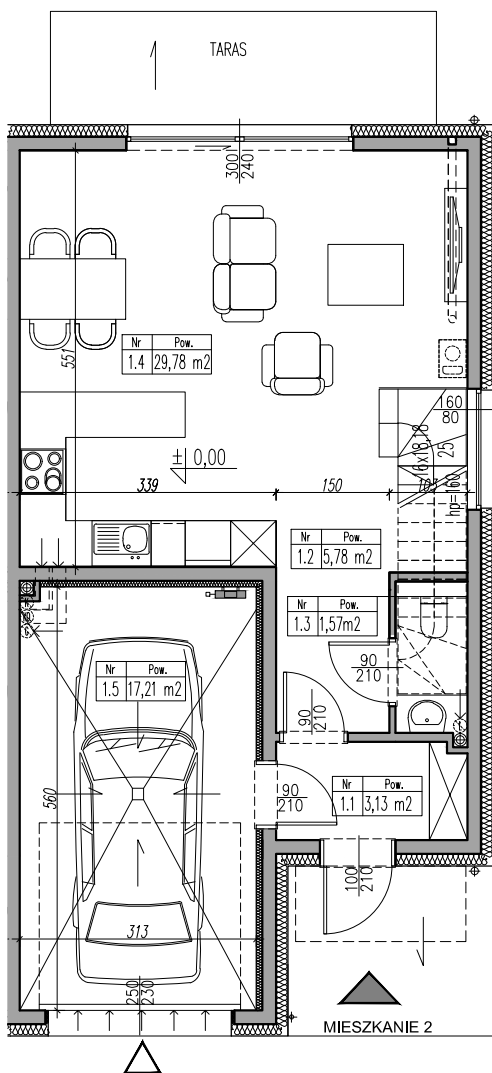 TARAS
300
240
Nr Pow.
1.4 29,78 m2
551
160
80
± 0,00
16x18,18
25
339
150
hp=160
Nr Pow.
1.2 5,78 m2
Nr Pow.
1.3 1,57m2
90
210
Nr Pow.
1.5 17,21 m2
90
210
90
210
Nr Pow.
1.1 3,13 m2
560
100
210
313
250
230
MIESZKANIE 2